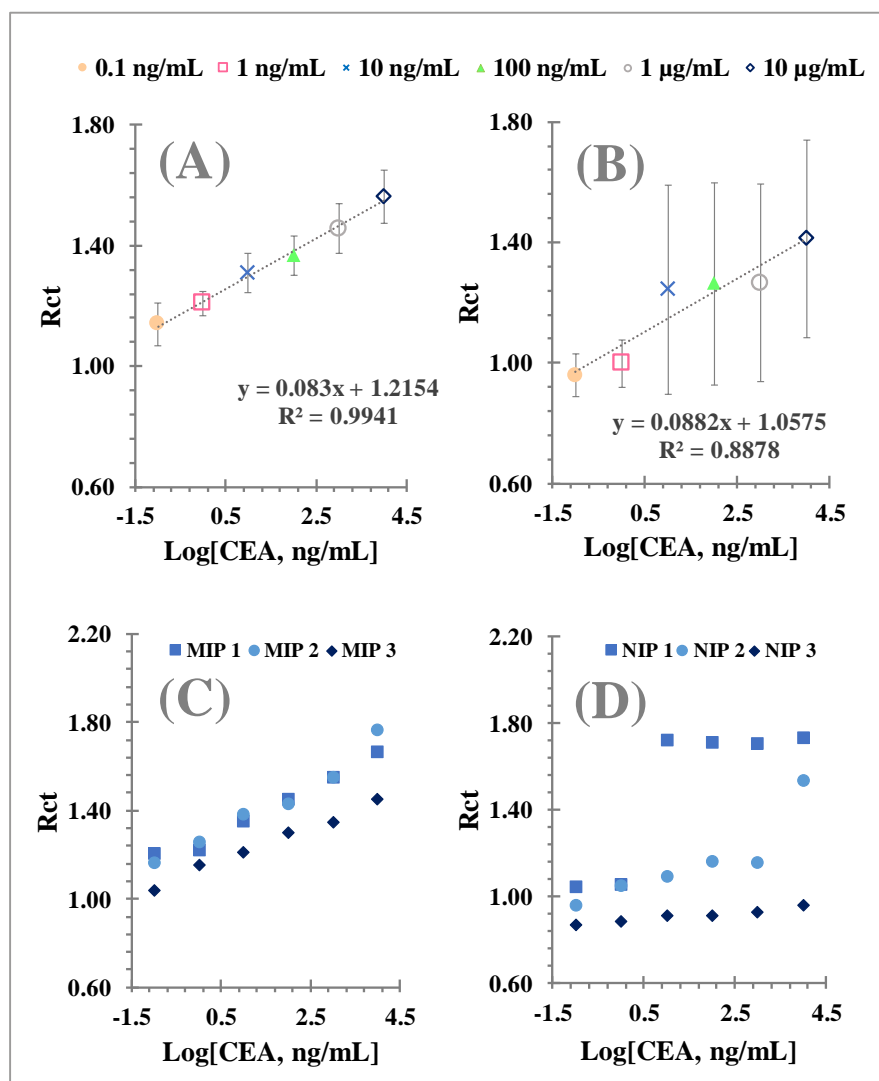 0.1 ng/mL 1 ng/mL 10 ng/mL 100 ng/mL 1 µg/mL 10 µg/mL
(A)
1.80
1.40
1.00
0.60
Rct
y = 0.083x + 1.2154
R² = 0.9941
-1.5 0.5 2.5 4.5
Log[CEA, ng/mL]
(B)
1.80
1.40
1.00
0.60
Rct
y = 0.0882x + 1.0575
R² = 0.8878
-1.5 0.5 2.5 4.5
Log[CEA, ng/mL]
MIP 1 MIP 2 MIP 3
(C)
2.20
1.80
1.40
1.00
0.60
Rct
-1.5 0.5 2.5 4.5
Log[CEA, ng/mL]
NIP 1 NIP 2 NIP 3
(D)
2.20
1.80
1.40
1.00
0.60
Rct
-1.5 0.5 2.5 4.5
Log[CEA, ng/mL]